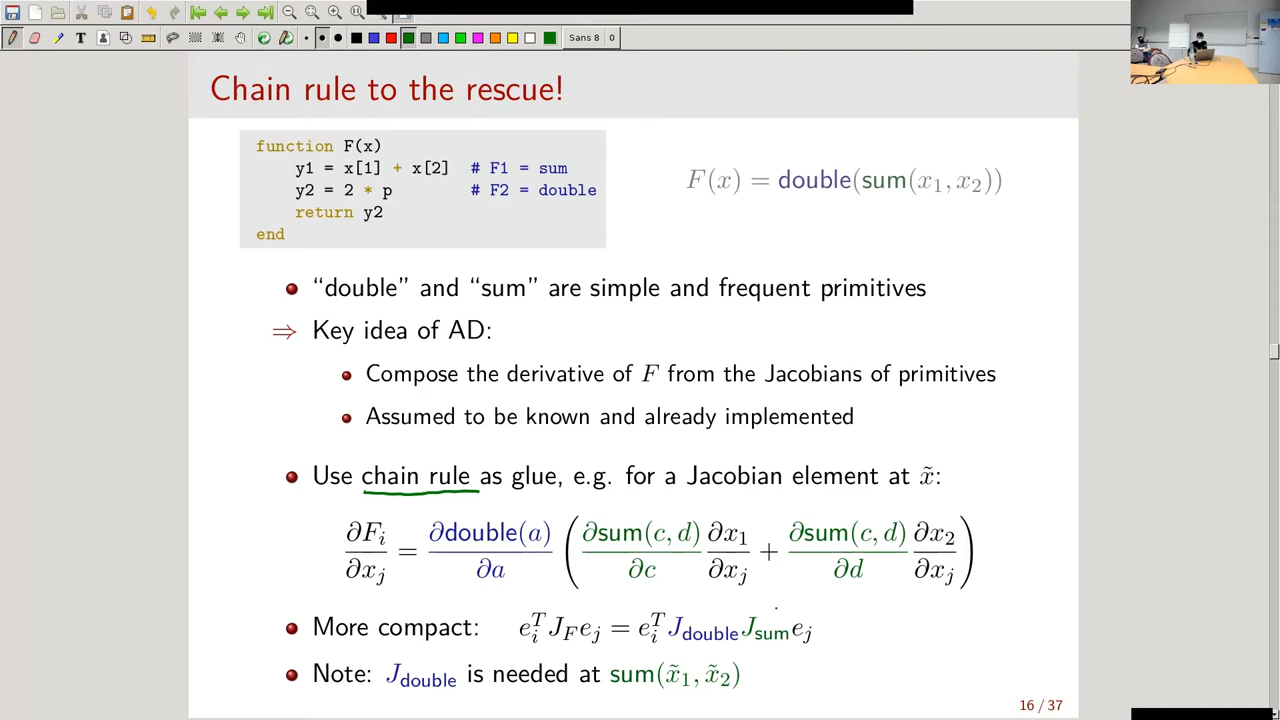 Sans 8 0
Chain rule to the rescue!
function F(x)
y1 = x[1] + x[2] # F1 = sum
y2 = 2 * p # F2 = double
return y2
end
F(x) = double(sum(x₁, x₂))
“double” and “sum” are simple and frequent primitives
⇒ Key idea of AD:
Compose the derivative of F from the Jacobians of primitives
Assumed to be known and already implemented
Use chain rule as glue, e.g. for a Jacobian element at x̃:
∂Fᵢ/∂xⱼ = ∂double(a)/∂a (∂sum(c, d)/∂c ∂x₁/∂xⱼ + ∂sum(c, d)/∂d ∂x₂/∂xⱼ)
More compact: eᵢᵀ J_F eⱼ = eᵢᵀ J_double J_sum eⱼ
Note: J_double is needed at sum(x̃₁, x̃₂)
16 / 37